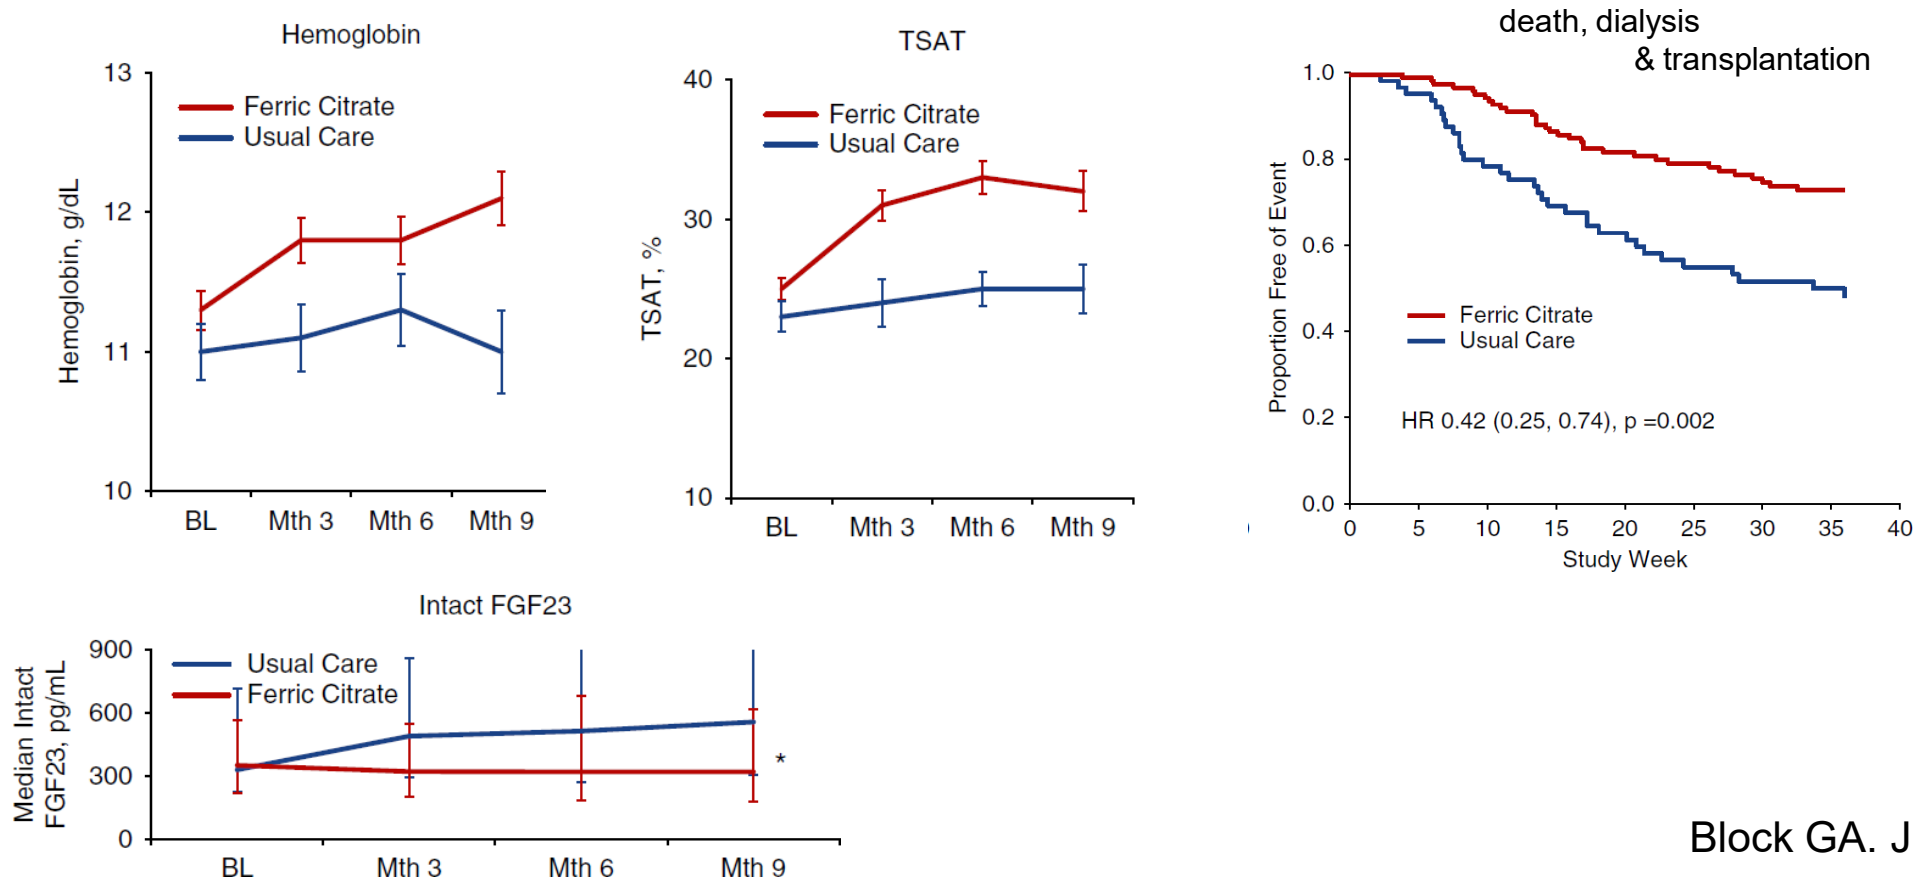 Hemoglobin
13
12
11
10
Hemoglobin, g/dL
Ferric Citrate
Usual Care
BL Mth 3 Mth 6 Mth 9
TSAT
40
30
20
10
TSAT, %
Ferric Citrate
Usual Care
BL Mth 3 Mth 6 Mth 9
death, dialysis
& transplantation
1.0
0.8
0.6
0.4
0.2
0.0
Proportion Free of Event
Ferric Citrate
Usual Care
HR 0.42 (0.25, 0.74), p =0.002
0 5 10 15 20 25 30 35 40
Study Week
Intact FGF23
900
600
300
0
Median Intact
FGF23, pg/mL
Usual Care
Ferric Citrate
*
BL Mth 3 Mth 6 Mth 9
Block GA. J